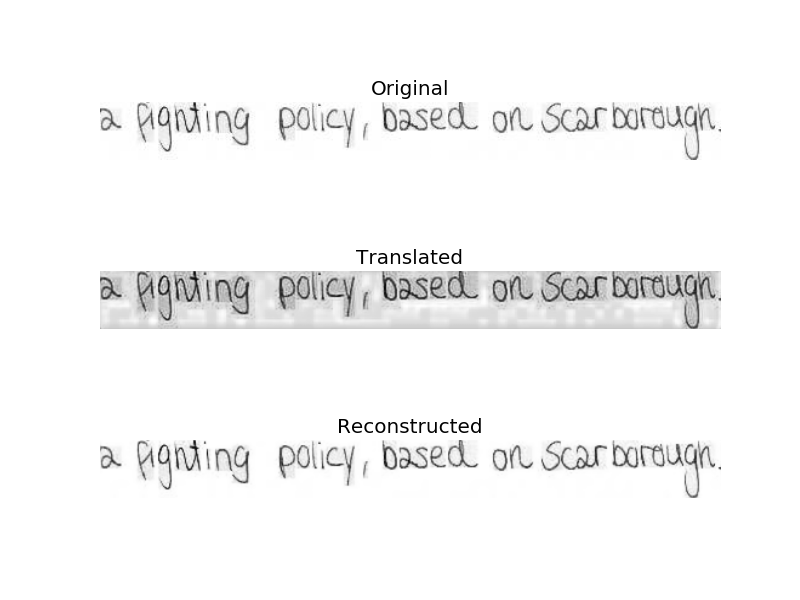 Original
a fighting policy, based on Scarborough.
Translated
a fighting policy, based on Scarborough.
Reconstructed
a fighting policy, based on Scarborough.